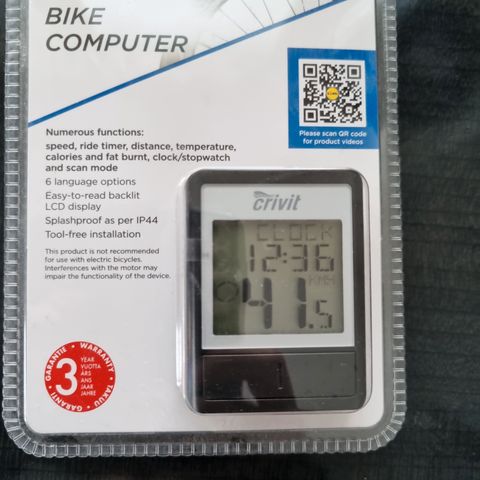 BIKE
COMPUTER
Numerous functions:
speed, ride timer, distance, temperature,
calories and fat burnt, clock/stopwatch
and scan mode
6 language options
Easy-to-read backlit
LCD display
Splashproof as per IP44
Tool-free installation
This product is not recommended
for use with electric bicycles.
Interferences with the motor may
impair the functionality of the device.
Please scan QR code
for product videos
crivit
CLOCK
12:36
KMH
41.5
GARANTIE • WARRANTY • TAKUU • GARANTI
3
YEAR
VUOTTA
ÅRS
ANS
JAAR
JAHRE